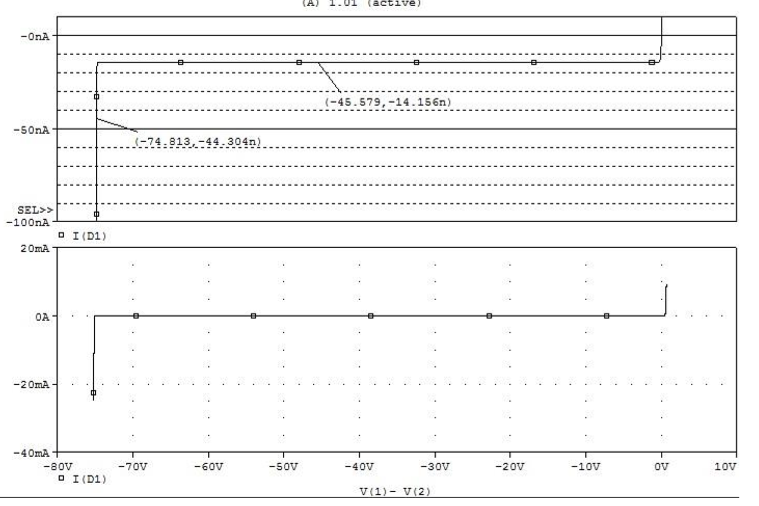 (A) 1.01 (active)
-0nA
(-45.579,-14.156n)
-50nA
(-74.813,-44.304n)
SEL>>
-100nA
I(D1)
20mA
0A
-20mA
-40mA
-80V -70V -60V -50V -40V -30V -20V -10V 0V 10V
I(D1)
V(1)- V(2)